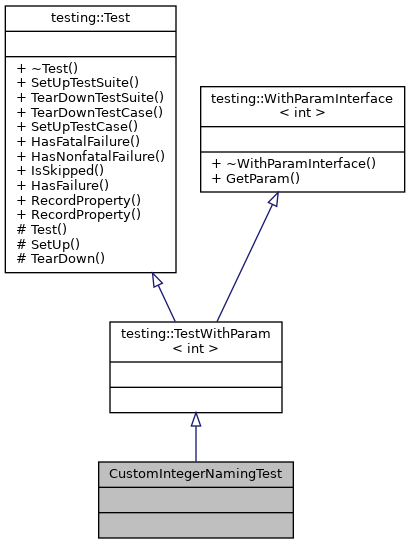 testing::Test
+ ~Test()
+ SetUpTestSuite()
+ TearDownTestSuite()
+ TearDownTestCase()
+ SetUpTestCase()
+ HasFatalFailure()
+ HasNonfatalFailure()
+ IsSkipped()
+ HasFailure()
+ RecordProperty()
+ RecordProperty()
# Test()
# SetUp()
# TearDown()
testing::WithParamInterface
< int >
+ ~WithParamInterface()
+ GetParam()
testing::TestWithParam
< int >
CustomIntegerNamingTest